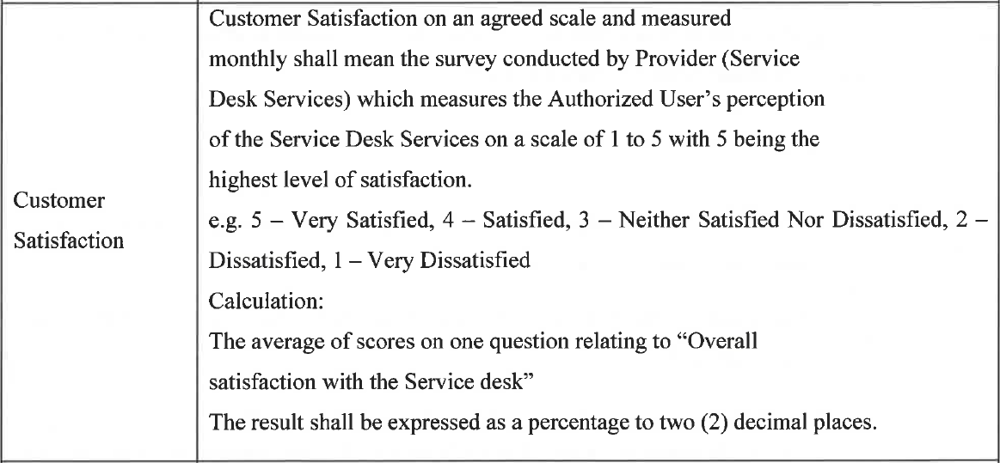 Customer Satisfaction on an agreed scale and measured
monthly shall mean the survey conducted by Provider (Service
Desk Services) which measures the Authorized User's perception
of the Service Desk Services on a scale of 1 to 5 with 5 being the
highest level of satisfaction.
Customer
Satisfaction
e.g. 5 – Very Satisfied, 4 – Satisfied, 3 – Neither Satisfied Nor Dissatisfied, 2 –
Dissatisfied, 1 – Very Dissatisfied
Calculation:
The average of scores on one question relating to “Overall
satisfaction with the Service desk”
The result shall be expressed as a percentage to two (2) decimal places.